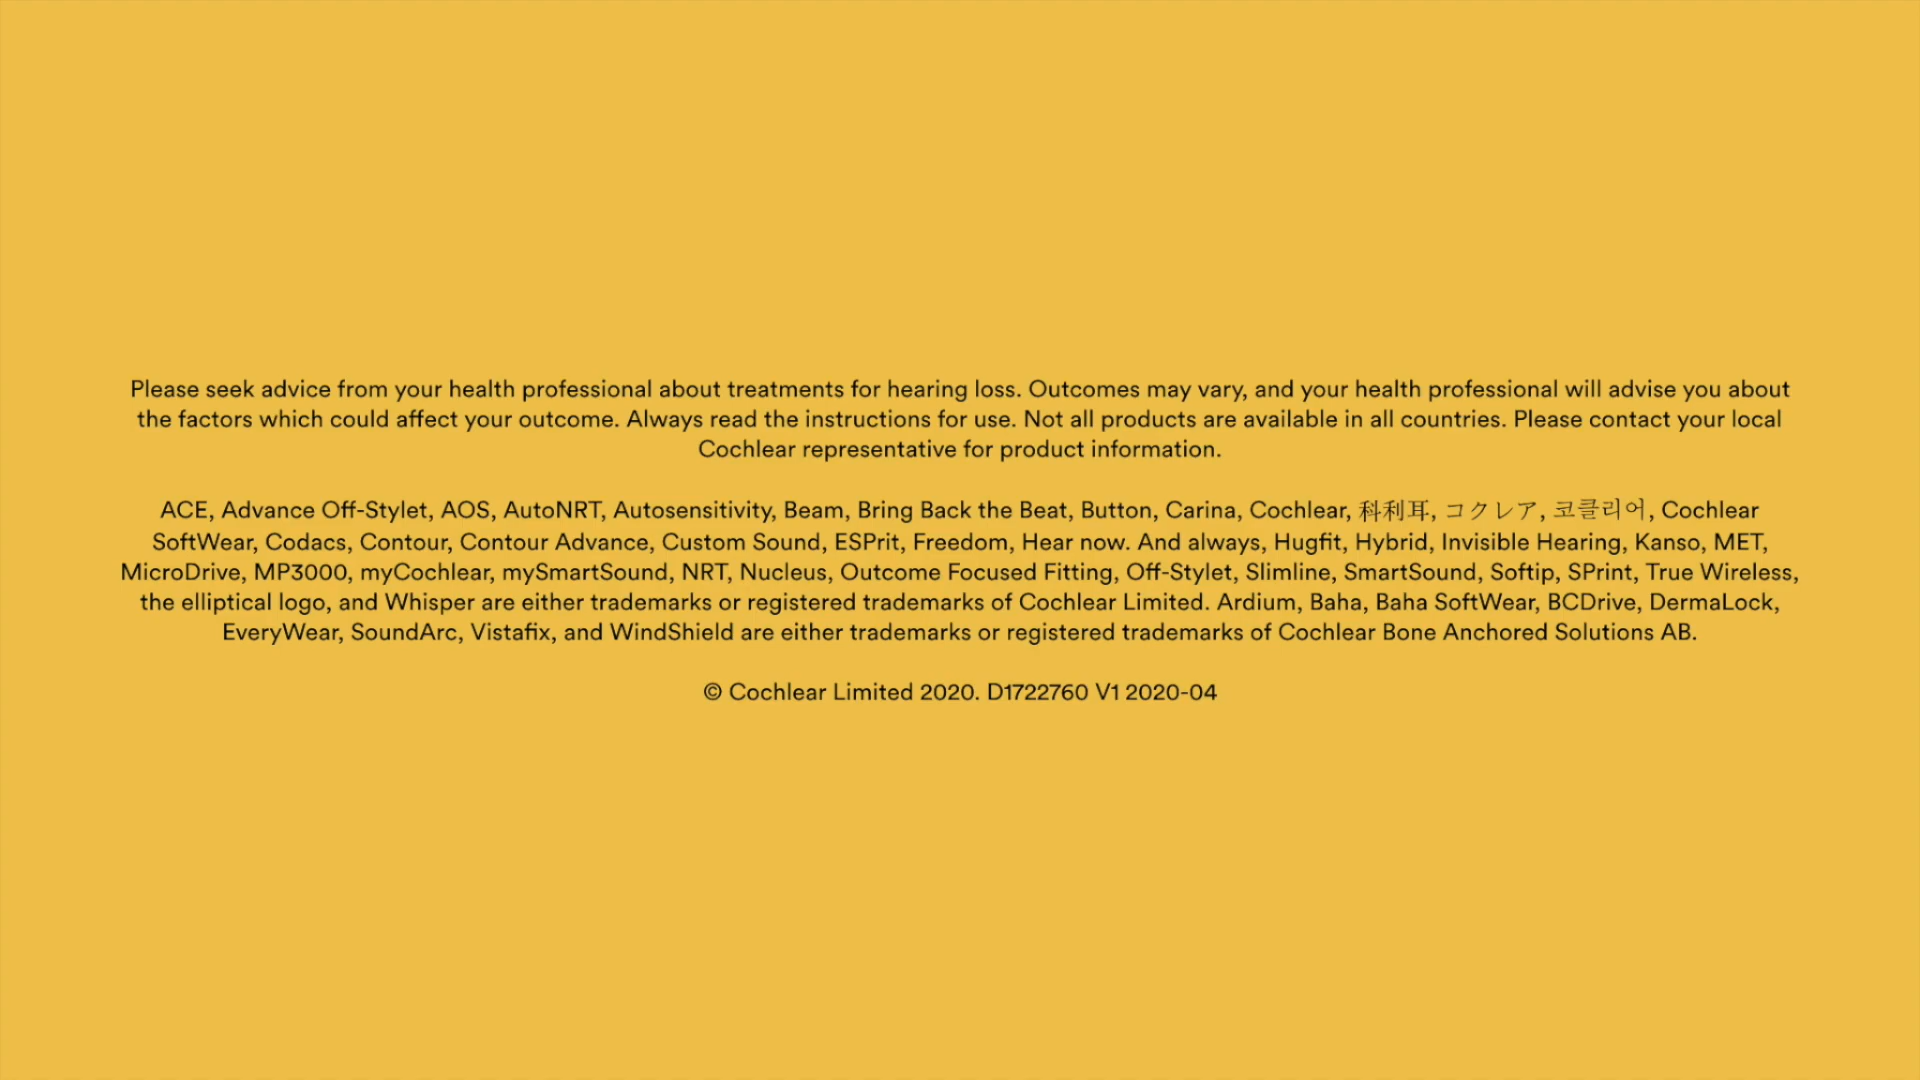 Please seek advice from your health professional about treatments for hearing loss. Outcomes may vary, and your health professional will advise you about
the factors which could affect your outcome. Always read the instructions for use. Not all products are available in all countries. Please contact your local
Cochlear representative for product information.
ACE, Advance Off-Stylet, AOS, AutoNRT, Autosensitivity, Beam, Bring Back the Beat, Button, Carina, Cochlear, 科利耳, コクレア, 코클리어, Cochlear
SoftWear, Codacs, Contour, Contour Advance, Custom Sound, ESPrit, Freedom, Hear now. And always, Hugfit, Hybrid, Invisible Hearing, Kanso, MET,
MicroDrive, MP3000, myCochlear, mySmartSound, NRT, Nucleus, Outcome Focused Fitting, Off-Stylet, Slimline, SmartSound, Softip, SPrint, True Wireless,
the elliptical logo, and Whisper are either trademarks or registered trademarks of Cochlear Limited. Ardium, Baha, Baha SoftWear, BCDrive, DermaLock,
EveryWear, SoundArc, Vistafix, and WindShield are either trademarks or registered trademarks of Cochlear Bone Anchored Solutions AB.
© Cochlear Limited 2020. D1722760 V1 2020-04